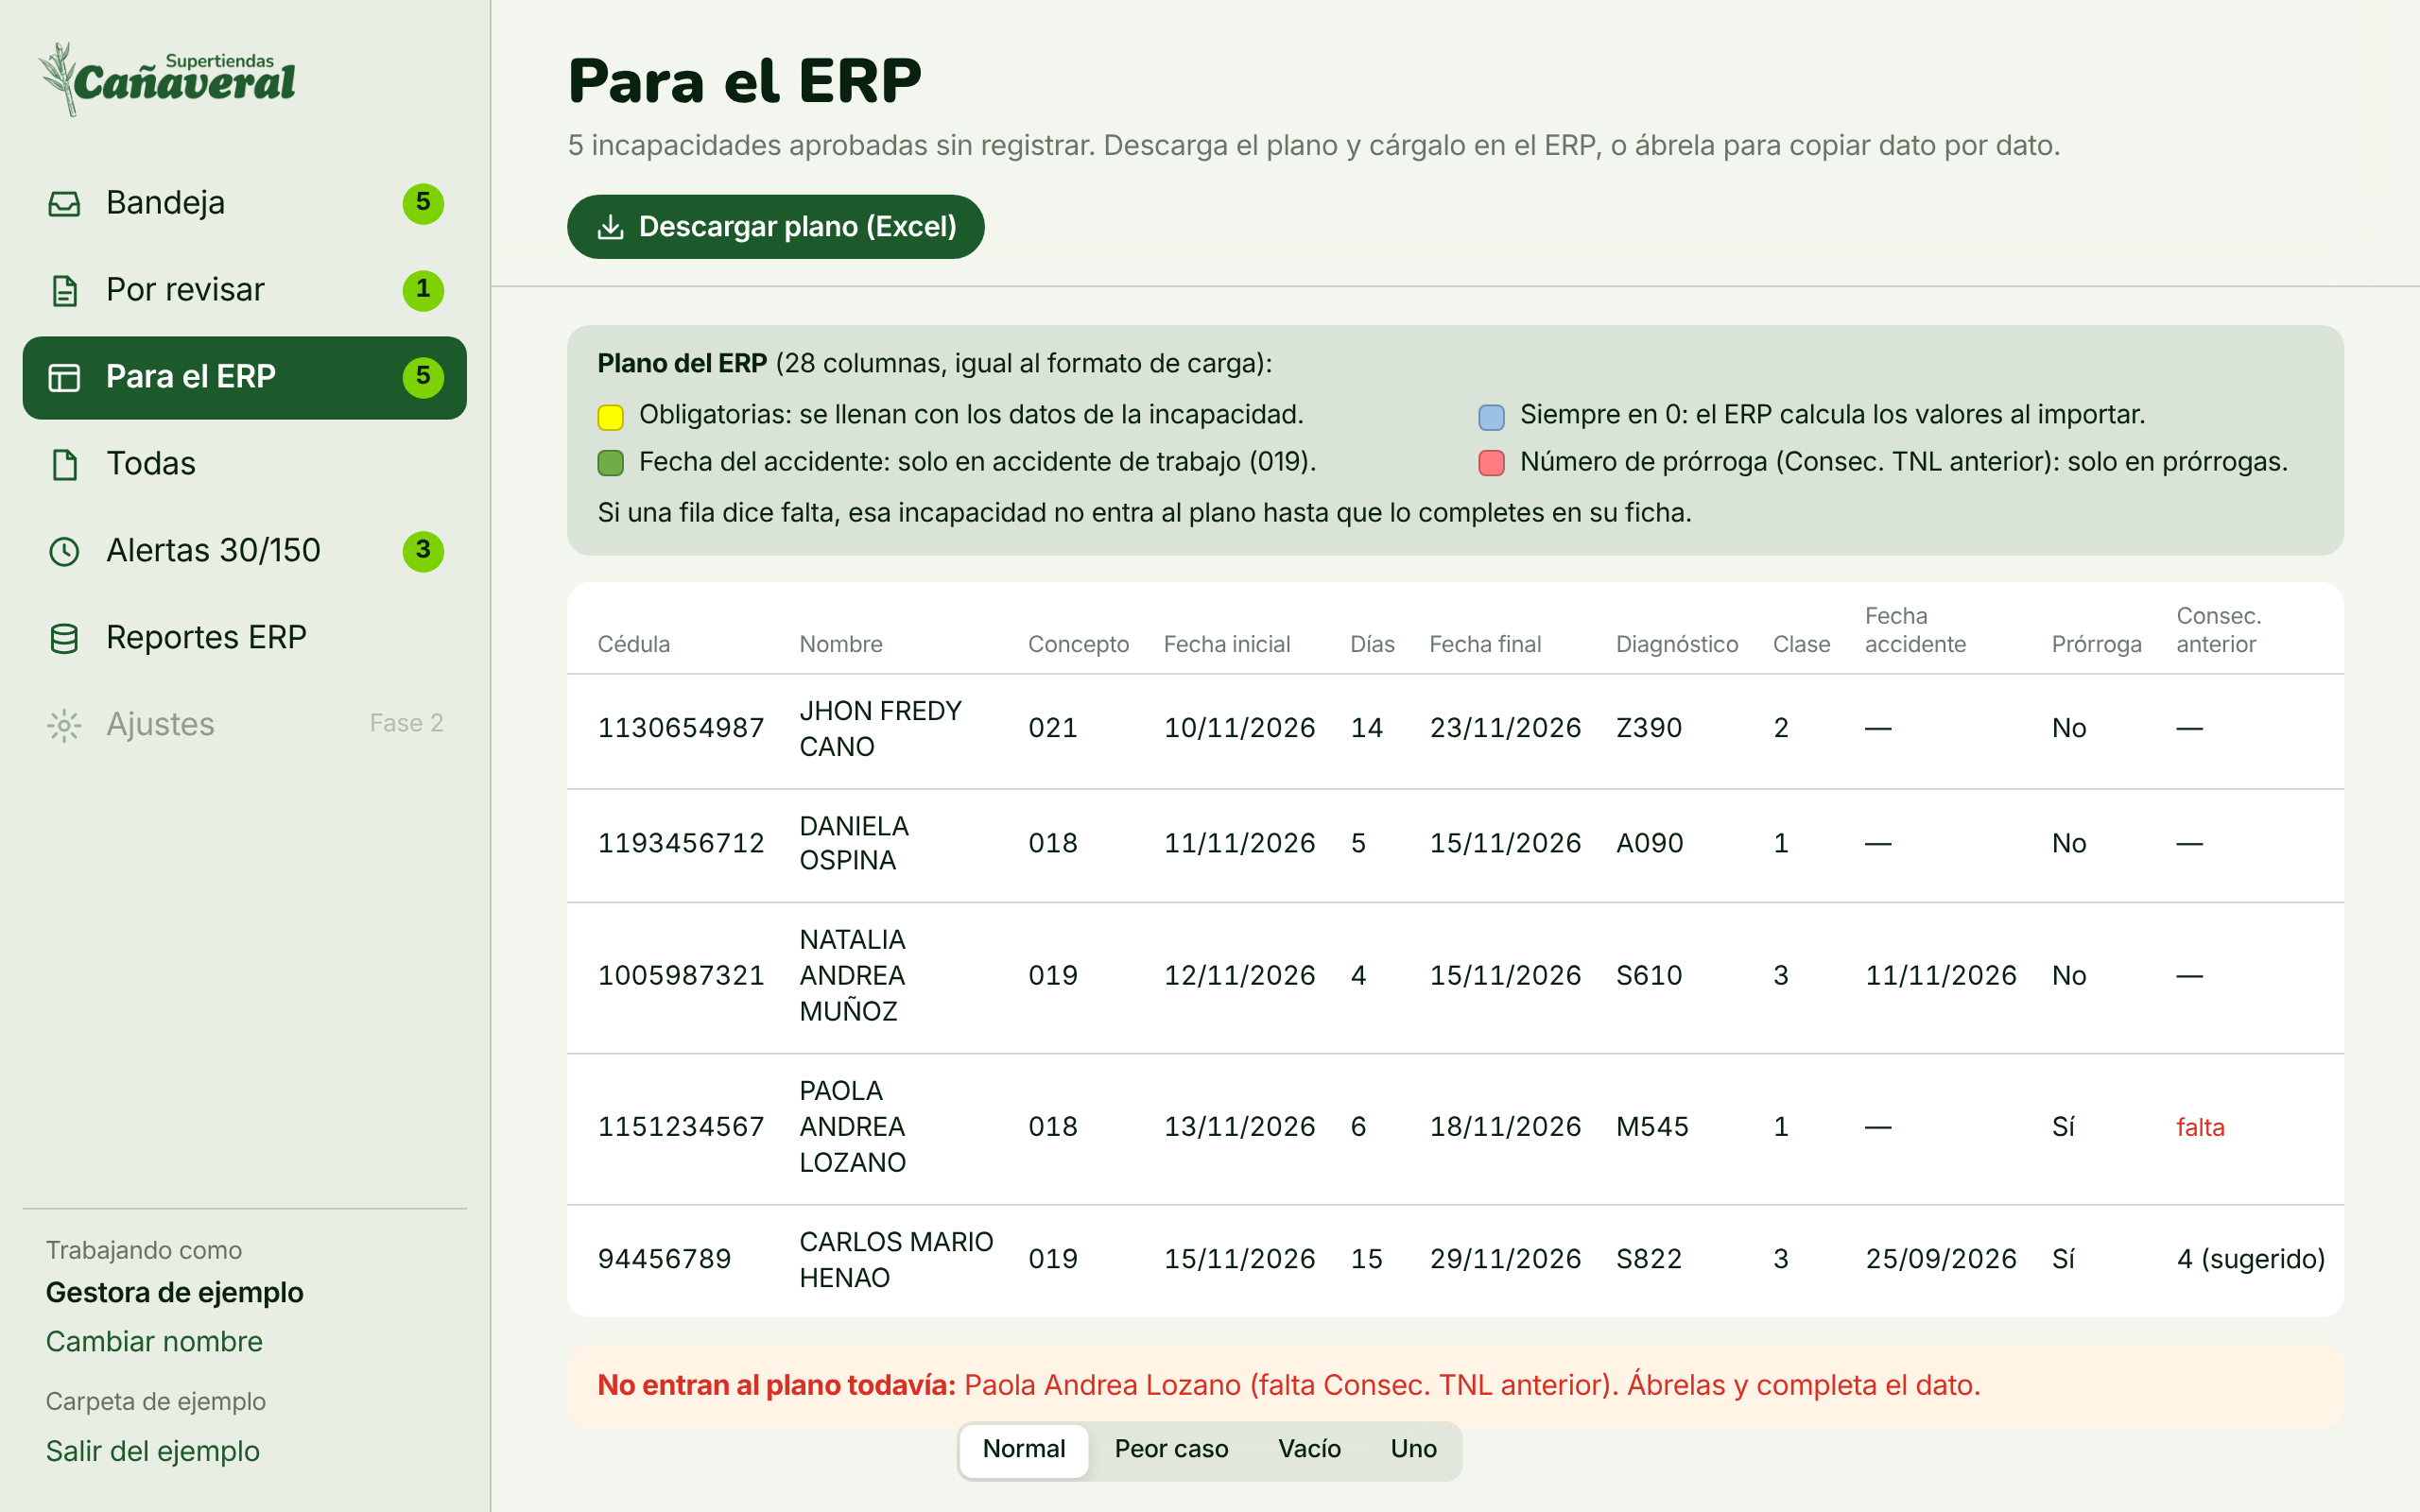 Supertiendas
Cañaveral
Bandeja 5
Por revisar 1
Para el ERP 5
Todas
Alertas 30/150 3
Reportes ERP
Ajustes Fase 2
Trabajando como
Gestora de ejemplo
Cambiar nombre
Carpeta de ejemplo
Salir del ejemplo
Para el ERP
5 incapacidades aprobadas sin registrar. Descarga el plano y cárgalo en el ERP, o ábrela para copiar dato por dato.
Descargar plano (Excel)
Plano del ERP (28 columnas, igual al formato de carga):
Obligatorias: se llenan con los datos de la incapacidad.
Siempre en 0: el ERP calcula los valores al importar.
Fecha del accidente: solo en accidente de trabajo (019).
Número de prórroga (Consec. TNL anterior): solo en prórrogas.
Si una fila dice falta, esa incapacidad no entra al plano hasta que lo completes en su ficha.
Cédula Nombre Concepto Fecha inicial Días Fecha final Diagnóstico Clase Fecha accidente Prórroga Consec. anterior
1130654987 JHON FREDY CANO 021 10/11/2026 14 23/11/2026 Z390 2 — No —
1193456712 DANIELA OSPINA 018 11/11/2026 5 15/11/2026 A090 1 — No —
1005987321 NATALIA ANDREA MUÑOZ 019 12/11/2026 4 15/11/2026 S610 3 11/11/2026 No —
1151234567 PAOLA ANDREA LOZANO 018 13/11/2026 6 18/11/2026 M545 1 — Sí falta
94456789 CARLOS MARIO HENAO 019 15/11/2026 15 29/11/2026 S822 3 25/09/2026 Sí 4 (sugerido)
No entran al plano todavía: Paola Andrea Lozano (falta Consec. TNL anterior). Ábrelas y completa el dato.
Normal Peor caso Vacío Uno